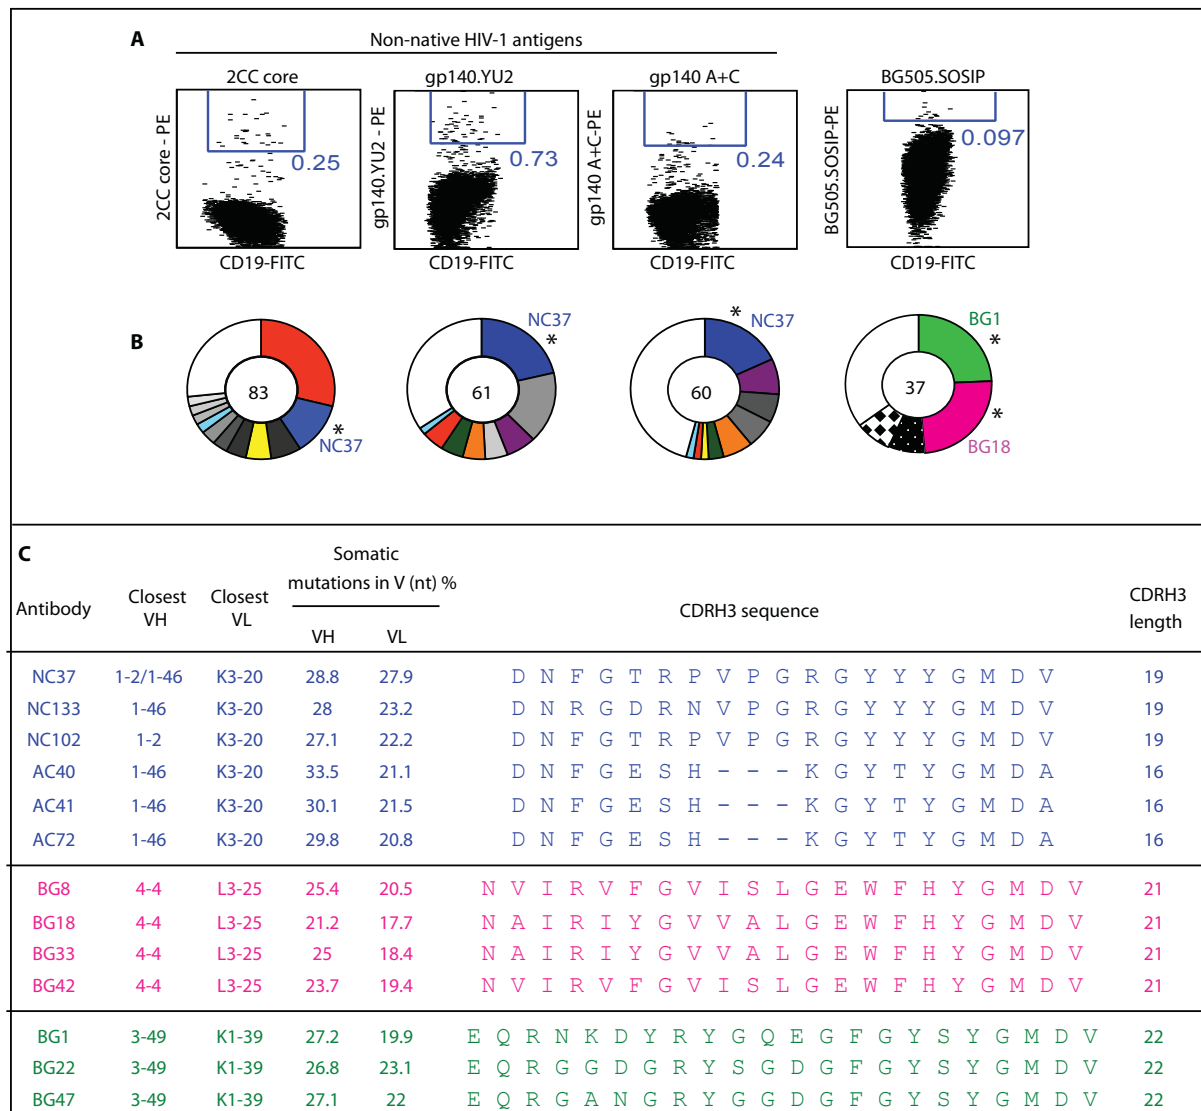 A
Non-native HIV-1 antigens
2CC core
gp140.YU2
gp140 A+C
BG505.SOSIP
2CC core - PE
0.25
CD19-FITC
gp140.YU2 - PE
0.73
CD19-FITC
gp140 A+C-PE
0.24
CD19-FITC
BG505.SOSIP-PE
0.097
CD19-FITC
B
83
* NC37
61
NC37 *
60
* NC37
37
BG1 *
* BG18
C
Antibody
Closest VH
Closest VL
Somatic mutations in V (nt) %
VH VL
CDRH3 sequence
CDRH3 length
NC37 1-2/1-46 K3-20 28.8 27.9 D N F G T R P V P G R G Y Y Y G M D V 19
NC133 1-46 K3-20 28 23.2 D N R G D R N V P G R G Y Y Y G M D V 19
NC102 1-2 K3-20 27.1 22.2 D N F G T R P V P G R G Y Y Y G M D V 19
AC40 1-46 K3-20 33.5 21.1 D N F G E S H – – – K G Y T Y G M D A 16
AC41 1-46 K3-20 30.1 21.5 D N F G E S H – – – K G Y T Y G M D A 16
AC72 1-46 K3-20 29.8 20.8 D N F G E S H – – – K G Y T Y G M D A 16
BG8 4-4 L3-25 25.4 20.5 N V I R V F G V I S L G E W F H Y G M D V 21
BG18 4-4 L3-25 21.2 17.7 N A I R I Y G V V A L G E W F H Y G M D V 21
BG33 4-4 L3-25 25 18.4 N A I R I Y G V V A L G E W F H Y G M D V 21
BG42 4-4 L3-25 23.7 19.4 N V I R V F G V I S L G E W F H Y G M D V 21
BG1 3-49 K1-39 27.2 19.9 E Q R N K D Y R Y G Q E G F G Y S Y G M D V 22
BG22 3-49 K1-39 26.8 23.1 E Q R G G D G R Y S G D G F G Y S Y G M D V 22
BG47 3-49 K1-39 27.1 22 E Q R G A N G R Y G G D G F G Y S Y G M D V 22